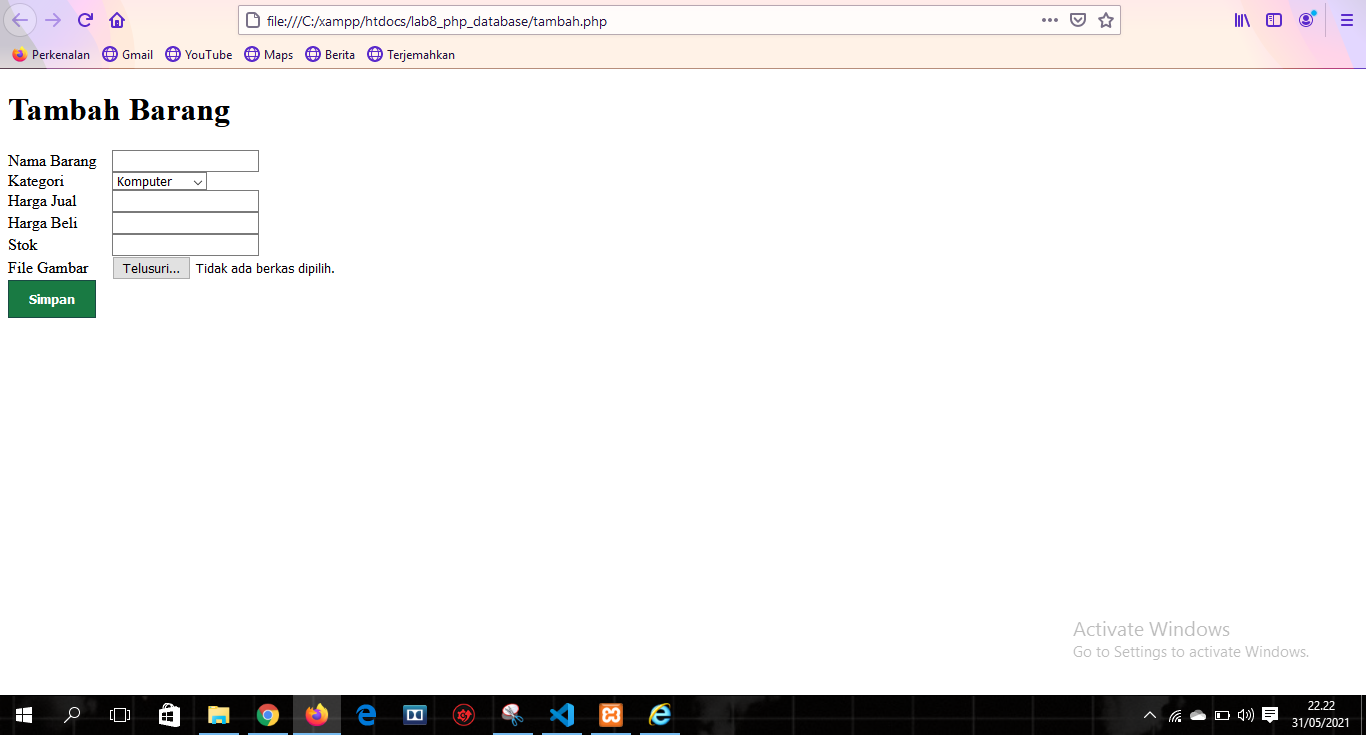 file:///C:/xampp/htdocs/lab8_php_database/tambah.php
Perkenalan Gmail YouTube Maps Berita Terjemahkan
Tambah Barang
Nama Barang
Kategori Komputer
Harga Jual
Harga Beli
Stok
File Gambar Telusuri... Tidak ada berkas dipilih.
Simpan
Activate Windows
Go to Settings to activate Windows.
22.22
31/05/2021